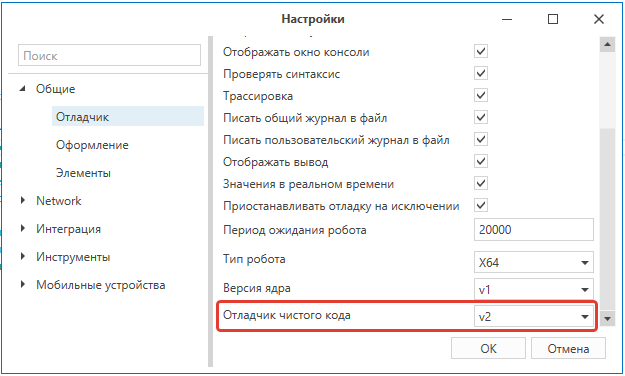 Настройки
Поиск
Общие
Отладчик
Оформление
Элементы
Network
Интеграция
Инструменты
Мобильные устройства
Отображать окно консоли
Проверять синтаксис
Трассировка
Писать общий журнал в файл
Писать пользовательский журнал в файл
Отображать вывод
Значения в реальном времени
Приостанавливать отладку на исключении
Период ожидания робота 20000
Тип робота X64
Версия ядра v1
Отладчик чистого кода v2
ОК Отмена